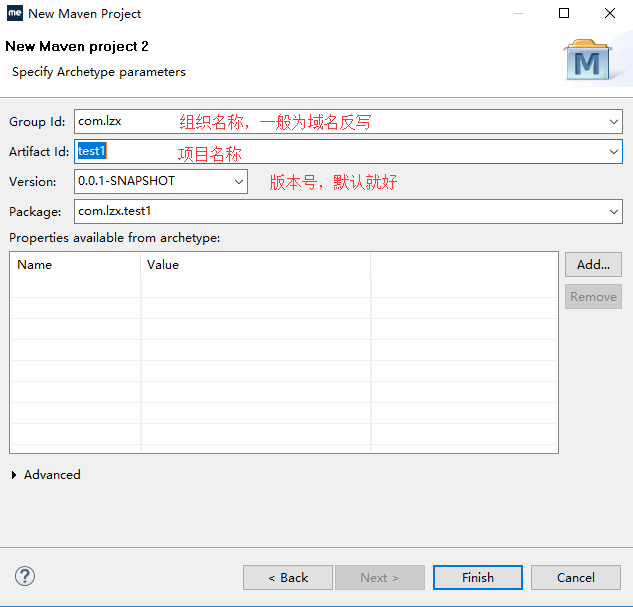 me New Maven Project
New Maven project 2
Specify Archetype parameters
M
Group Id: com.lzx 组织名称，一般为域名反写
Artifact Id: test1 项目名称
Version: 0.0.1-SNAPSHOT 版本号，默认就好
Package: com.lzx.test1
Properties available from archetype:
Name Value Add...
Remove
Advanced
? < Back Next > Finish Cancel